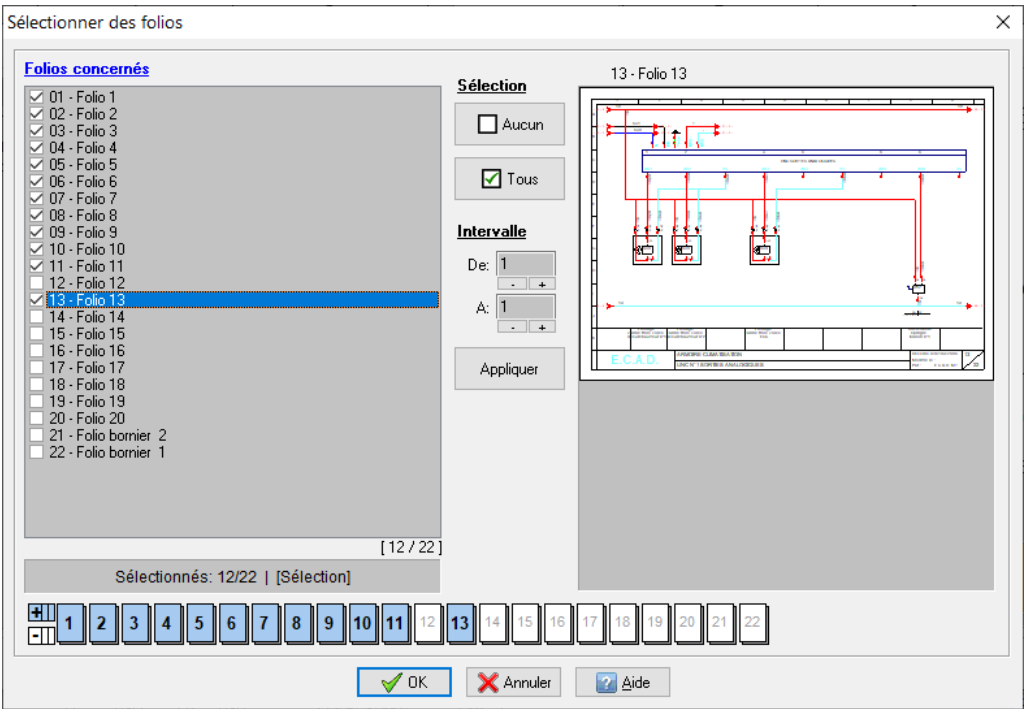 Sélectionner des folios
Folios concernés
01 - Folio 1
02 - Folio 2
03 - Folio 3
04 - Folio 4
05 - Folio 5
06 - Folio 6
07 - Folio 7
08 - Folio 8
09 - Folio 9
10 - Folio 10
11 - Folio 11
12 - Folio 12
13 - Folio 13
14 - Folio 14
15 - Folio 15
16 - Folio 16
17 - Folio 17
18 - Folio 18
19 - Folio 19
20 - Folio 20
21 - Folio bornier 2
22 - Folio bornier 1
[ 12 / 22 ]
Sélectionnés: 12/22 | [Sélection]
Sélection
Aucun
Tous
Intervalle
De: 1
- +
A: 1
- +
Appliquer
13 - Folio 13
E.C.A.D.
ARMOIRE CLIMATISATION
UNC N°1 SORTIES ANALOGIQUES
+ 1 2 3 4 5 6 7 8 9 10 11 12 13 14 15 16 17 18 19 20 21 22
-
OK
Annuler
Aide